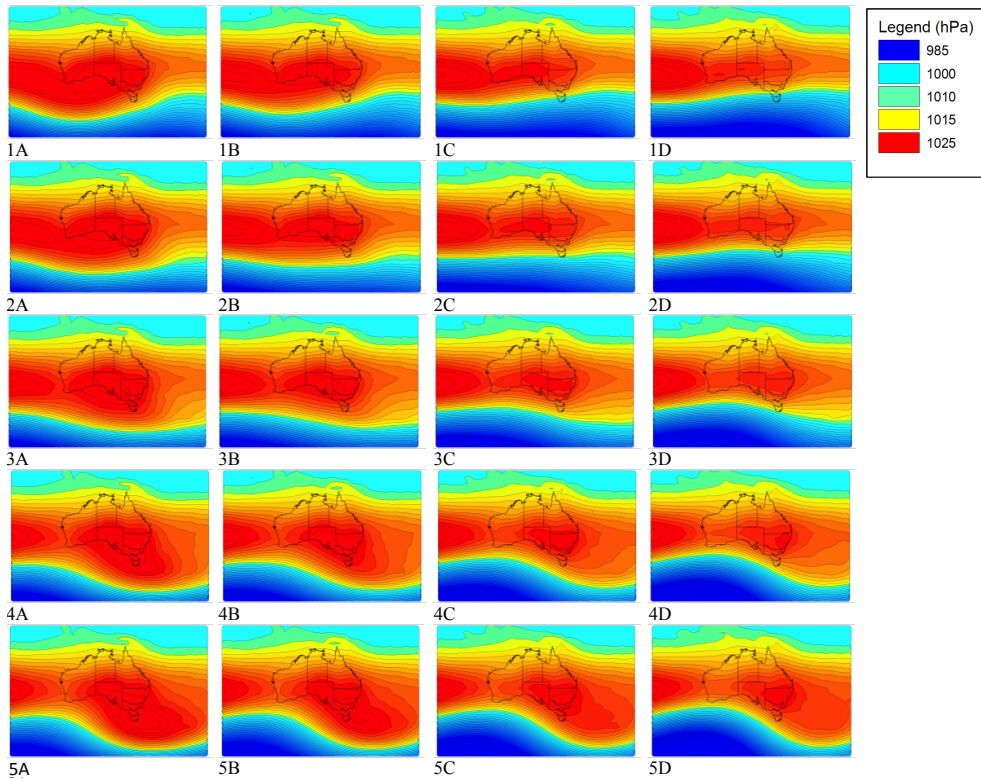 Legend (hPa)
985
1000
1010
1015
1025
1A 1B 1C 1D
2A 2B 2C 2D
3A 3B 3C 3D
4A 4B 4C 4D
5A 5B 5C 5D